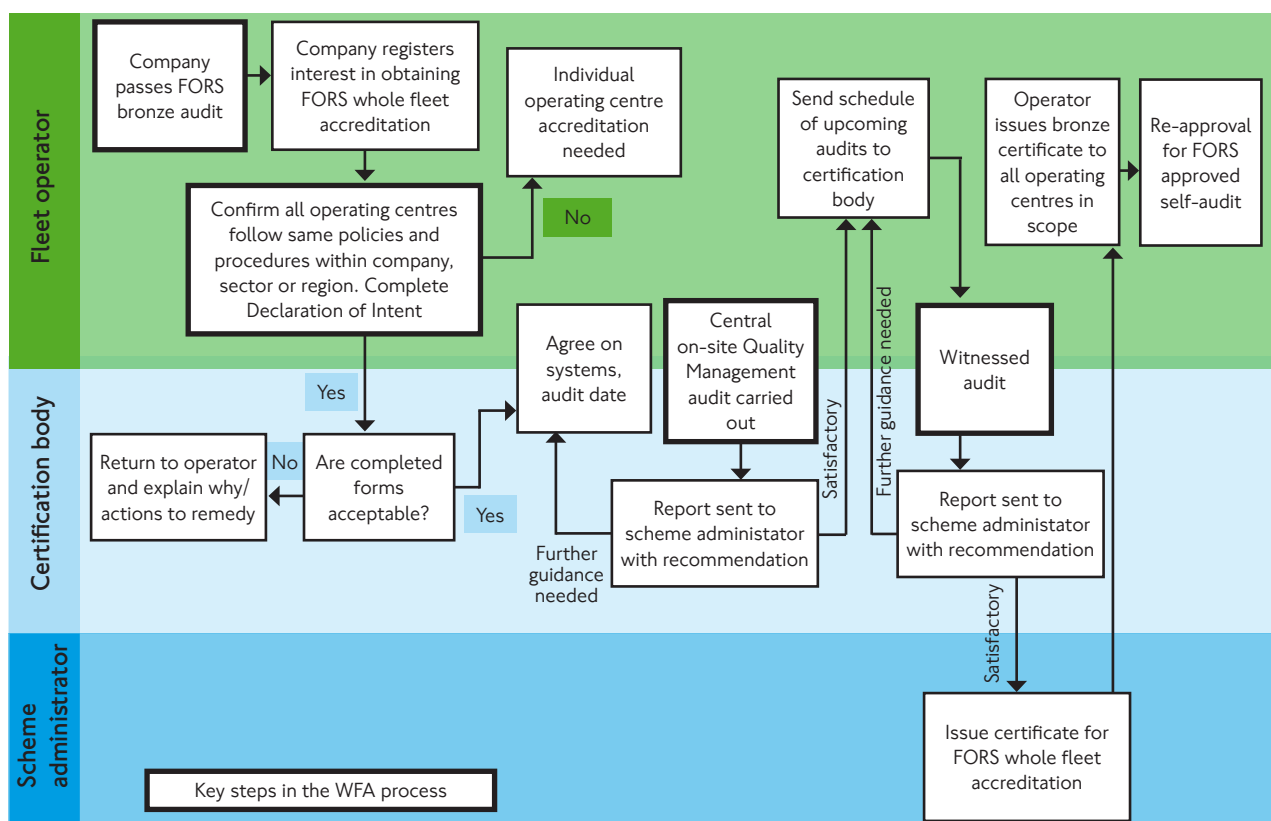 Fleet operator
Company
passes FORS
bronze audit
Company registers
interest in obtaining
FORS whole fleet
accreditation
Individual
operating centre
accreditation
needed
Send schedule
of upcoming
audits to
certification
body
Operator
issues bronze
certificate to
all operating
centres in
scope
Re-approval
for FORS
approved
self-audit
No
Confirm all operating centres
follow same policies and
procedures within company,
sector or region. Complete
Declaration of Intent
Agree on
systems,
audit date
Central
on-site Quality
Management
audit carried
out
Witnessed
audit
Certification body
Yes
No
Return to operator
and explain why/
actions to remedy
Are completed
forms
acceptable?
Yes
Further
guidance
needed
Report sent to
scheme administator
with recommendation
Satisfactory
Further guidance needed
Report sent to
scheme administator
with recommendation
Satisfactory
Scheme
administrator
Issue certificate for
FORS whole fleet
accreditation
Key steps in the WFA process